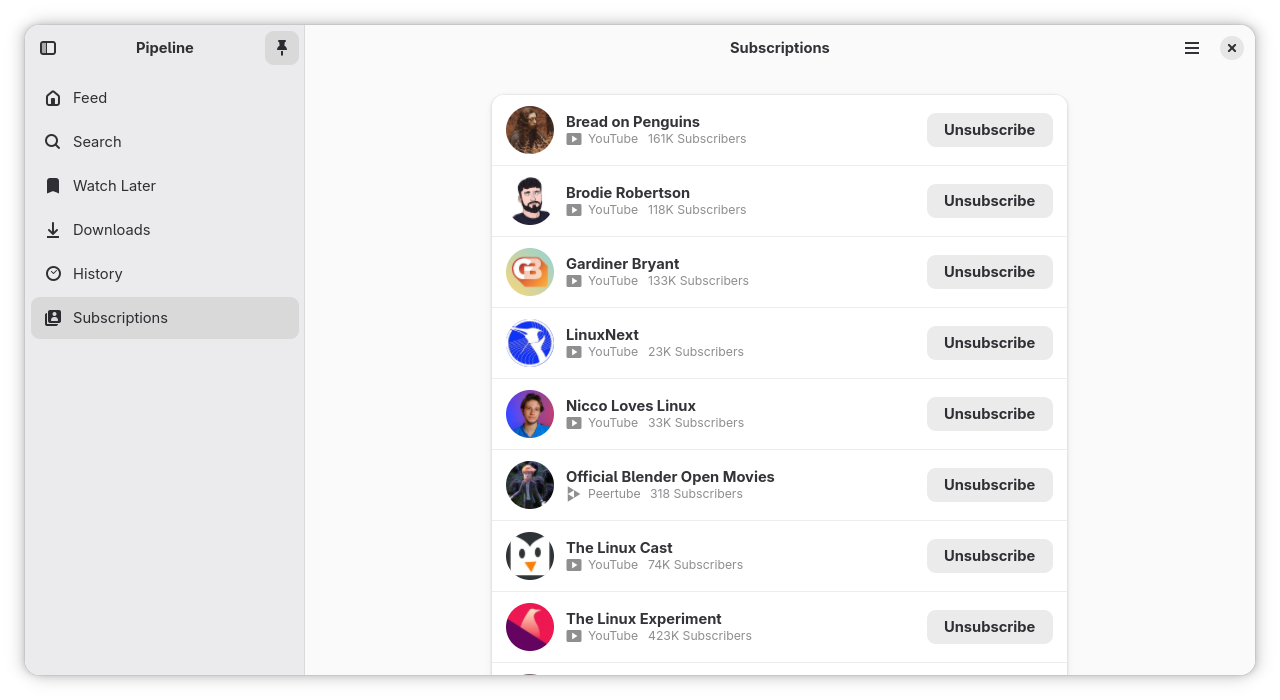 Pipeline
Feed
Search
Watch Later
Downloads
History
Subscriptions
Subscriptions
Bread on Penguins
YouTube 161K Subscribers
Unsubscribe
Brodie Robertson
YouTube 118K Subscribers
Unsubscribe
GB
Gardiner Bryant
YouTube 133K Subscribers
Unsubscribe
LinuxNext
YouTube 23K Subscribers
Unsubscribe
Nicco Loves Linux
YouTube 33K Subscribers
Unsubscribe
Official Blender Open Movies
Peertube 318 Subscribers
Unsubscribe
The Linux Cast
YouTube 74K Subscribers
Unsubscribe
The Linux Experiment
YouTube 423K Subscribers
Unsubscribe